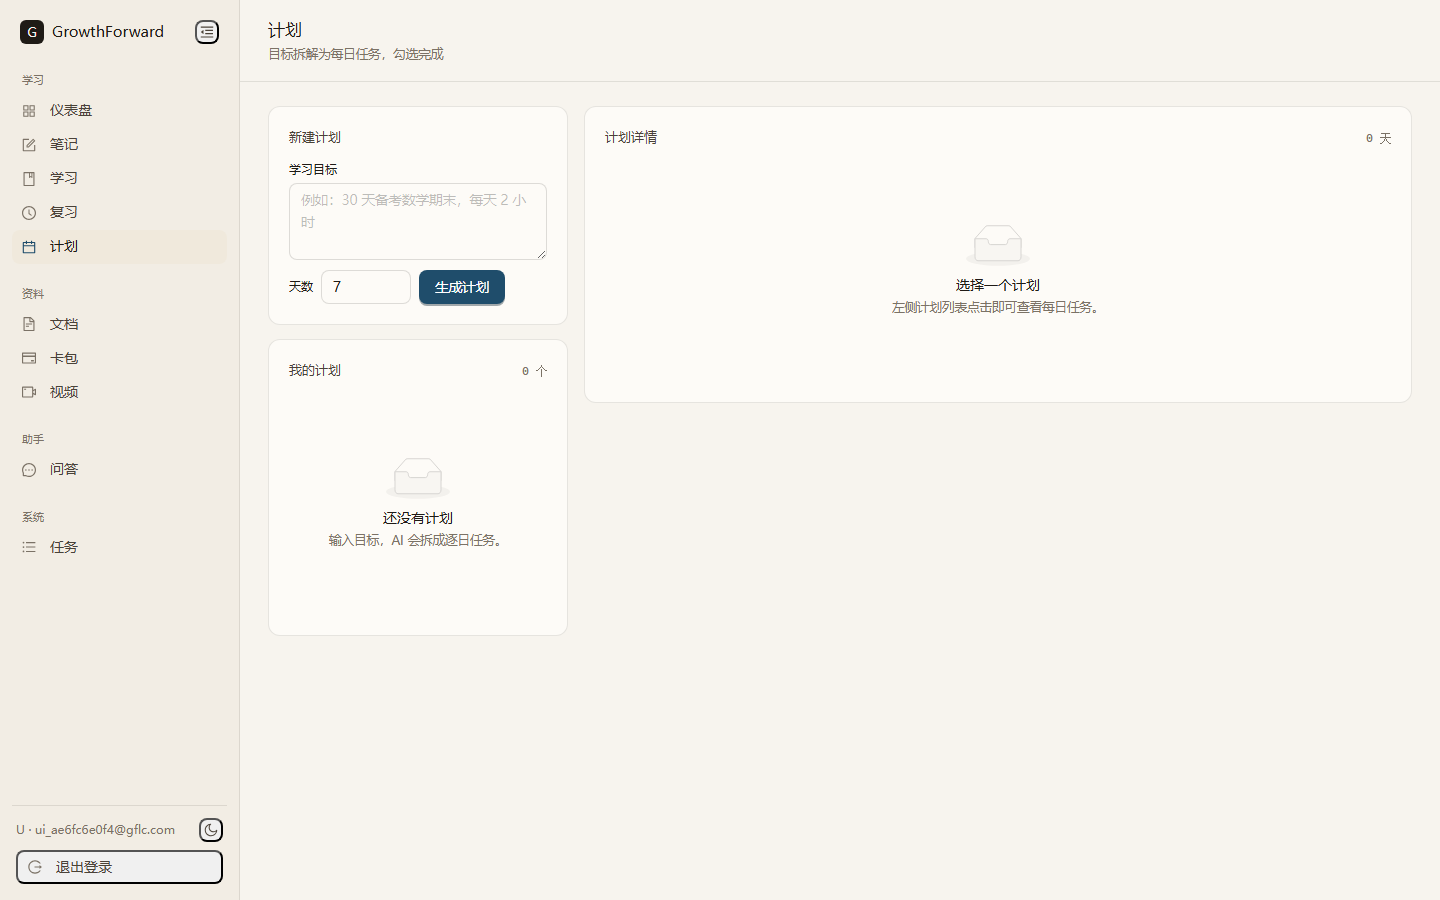 G GrowthForward
学习
仪表盘
笔记
学习
复习
计划
资料
文档
卡包
视频
助手
问答
系统
任务
U · ui_ae6fc6e0f4@gflc.com
退出登录
计划
目标拆解为每日任务，勾选完成
新建计划
学习目标
例如：30 天备考数学期末，每天 2 小
时
天数 7 生成计划
我的计划 0 个
还没有计划
输入目标，AI 会拆成逐日任务。
计划详情 0 天
选择一个计划
左侧计划列表点击即可查看每日任务。